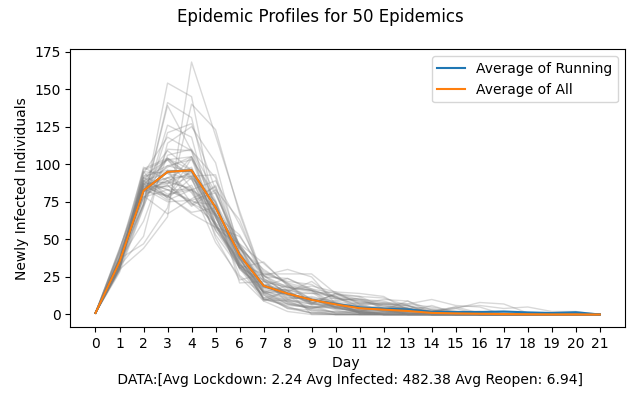 Epidemic Profiles for 50 Epidemics
175
150
125
100
75
50
25
0
Newly Infected Individuals
Average of Running
Average of All
0 1 2 3 4 5 6 7 8 9 10 11 12 13 14 15 16 17 18 19 20 21
Day
DATA:[Avg Lockdown: 2.24 Avg Infected: 482.38 Avg Reopen: 6.94]